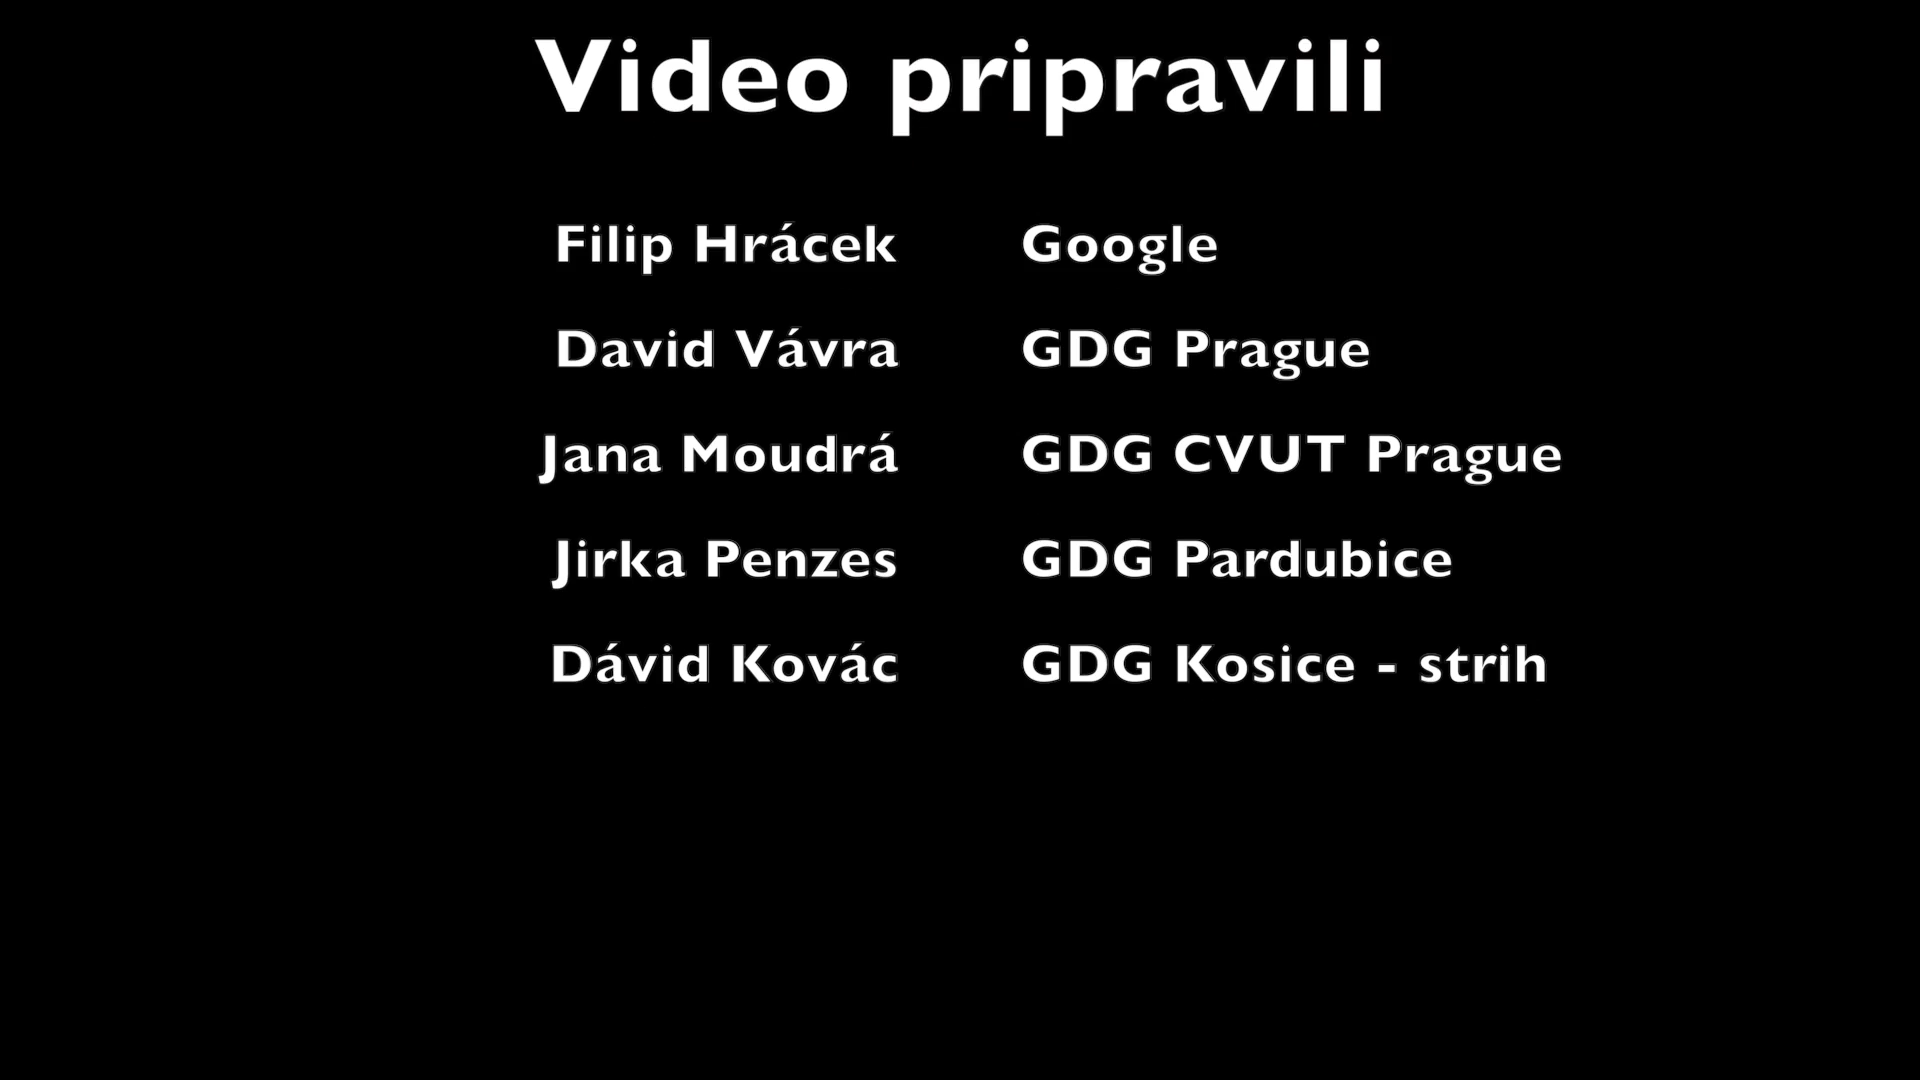 Video pripravili
Filip Hrácek Google
David Vávra GDG Prague
Jana Moudrá GDG CVUT Prague
Jirka Penzes GDG Pardubice
Dávid Kovác GDG Kosice - strih